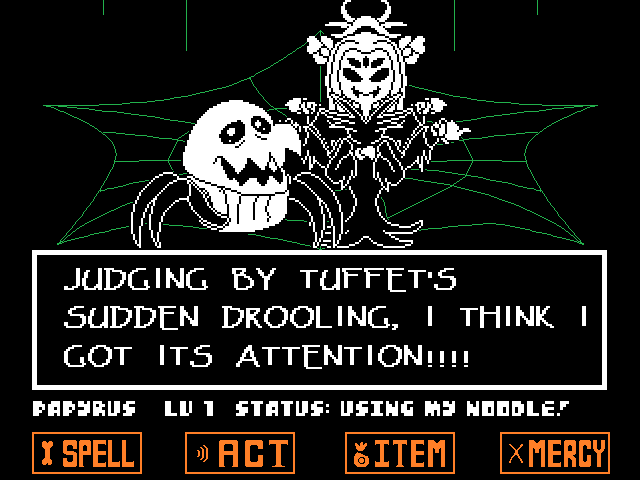 JUDGING BY TUFFET'S
SUDDEN DROOLING, I THINK I
GOT ITS ATTENTION!!!!
PAPYRUS LV 1 STATUS: USING MY NOODLE!
SPELL ACT ITEM MERCY